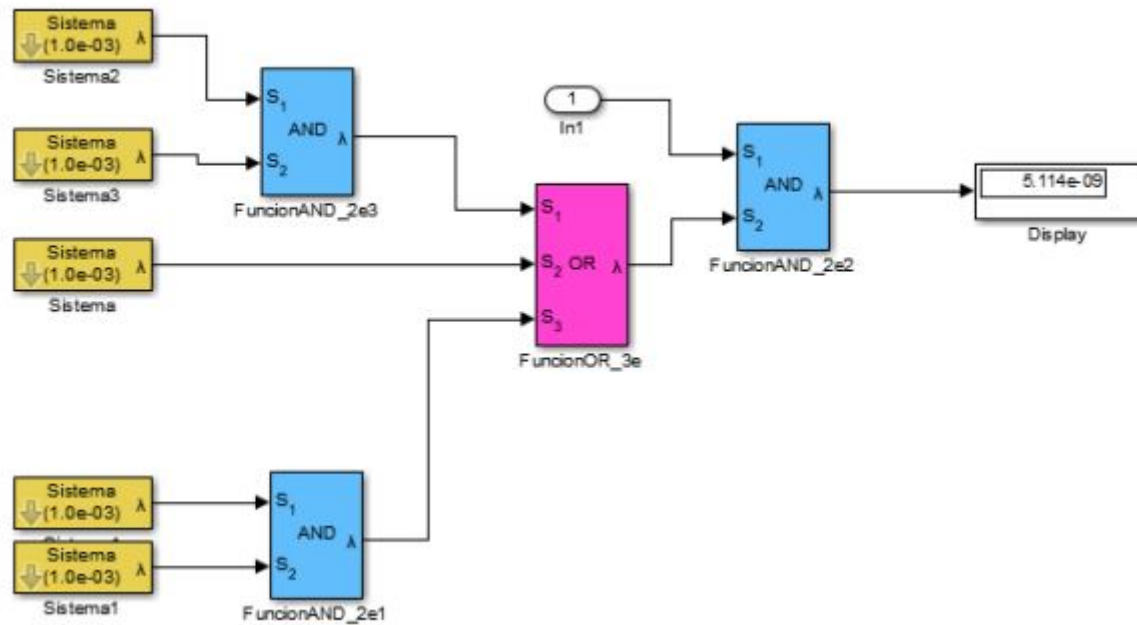 Sistema
(1.0e-03) λ
Sistema2
Sistema
(1.0e-03) λ
Sistema3
S1
AND λ
S2
FuncionAND_2e3
1
In1
S1
AND λ
S2
FuncionAND_2e2
5.114e-09
Display
Sistema
(1.0e-03) λ
Sistema
S1
S2 OR λ
S3
FuncionOR_3e
Sistema
(1.0e-03) λ
Sistema
(1.0e-03) λ
Sistema1
S1
AND λ
S2
FuncionAND_2e1